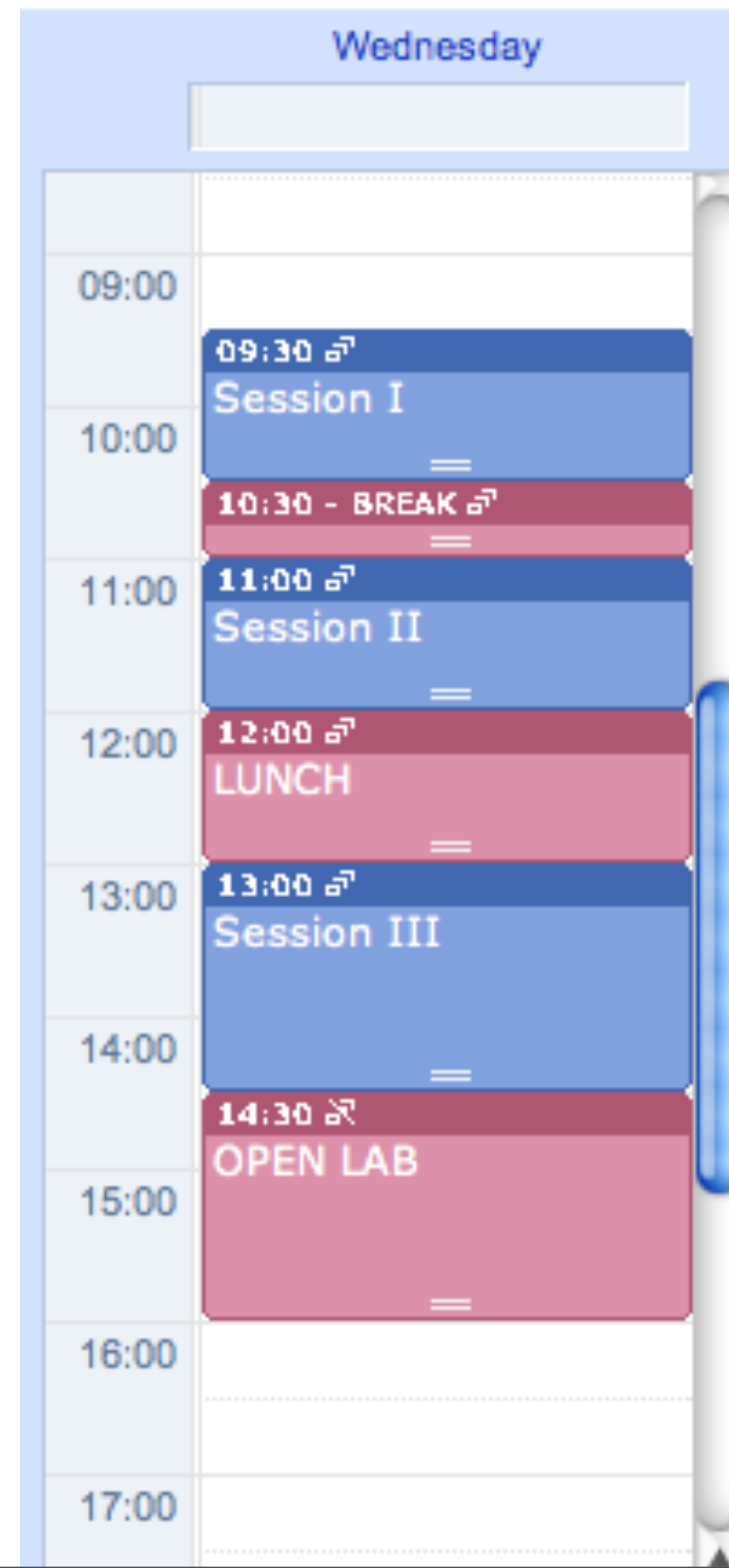 Wednesday
09:00
09:30
Session I
10:00
10:30 - BREAK
11:00
11:00
Session II
12:00
12:00
LUNCH
13:00
13:00
Session III
14:00
14:30
OPEN LAB
15:00
16:00
17:00